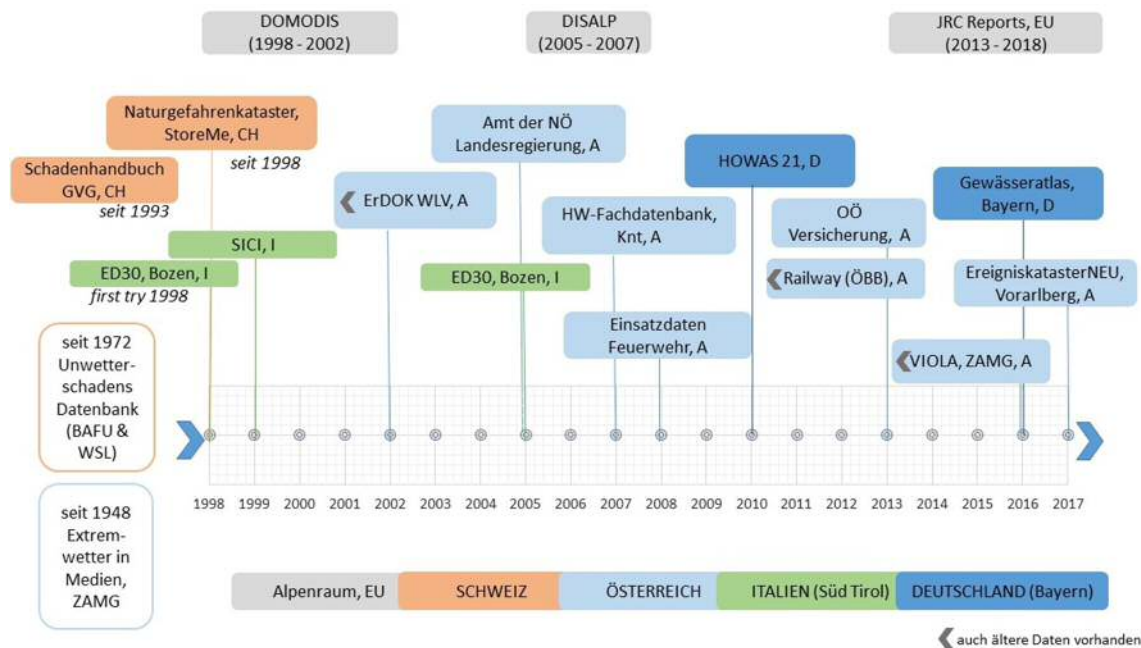 DOMODIS
(1998 - 2002)
DISALP
(2005 - 2007)
JRC Reports, EU
(2013 - 2018)
Naturgefahrenkataster,
StoreMe, CH
seit 1998
Schadenhandbuch
GVG, CH
seit 1993
SICI, I
ED30, Bozen, I
first try 1998
ErDOK WLV, A
Amt der NÖ
Landesregierung, A
ED30, Bozen, I
HW-Fachdatenbank,
Knt, A
Einsatzdaten
Feuerwehr, A
HOWAS 21, D
OÖ
Versicherung, A
Railway (ÖBB), A
Gewässeratlas,
Bayern, D
EreigniskatasterNEU,
Vorarlberg, A
VIOLA, ZAMG, A
seit 1972
Unwetter-
schadens
Datenbank
(BAFU &
WSL)
1998 1999 2000 2001 2002 2003 2004 2005 2006 2007 2008 2009 2010 2011 2012 2013 2014 2015 2016 2017
seit 1948
Extrem-
wetter in
Medien,
ZAMG
Alpenraum, EU
SCHWEIZ
ÖSTERREICH
ITALIEN (Süd Tirol)
DEUTSCHLAND (Bayern)
auch ältere Daten vorhanden